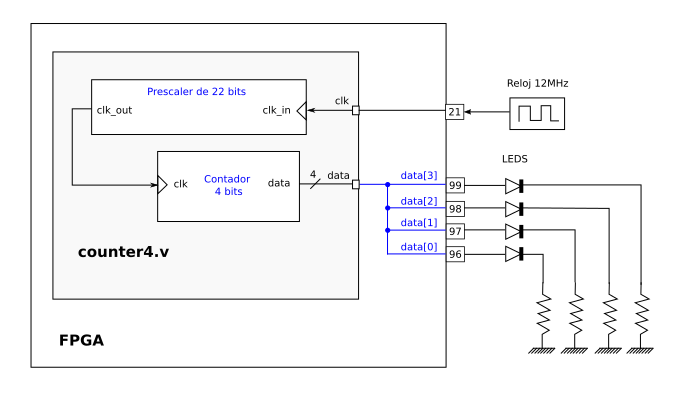 Prescaler de 22 bits
clk_out
clk_in
clk
21
Reloj 12MHz
LEDS
clk
Contador
4 bits
data
4
data
data[3]
99
data[2]
98
data[1]
97
data[0]
96
counter4.v
FPGA